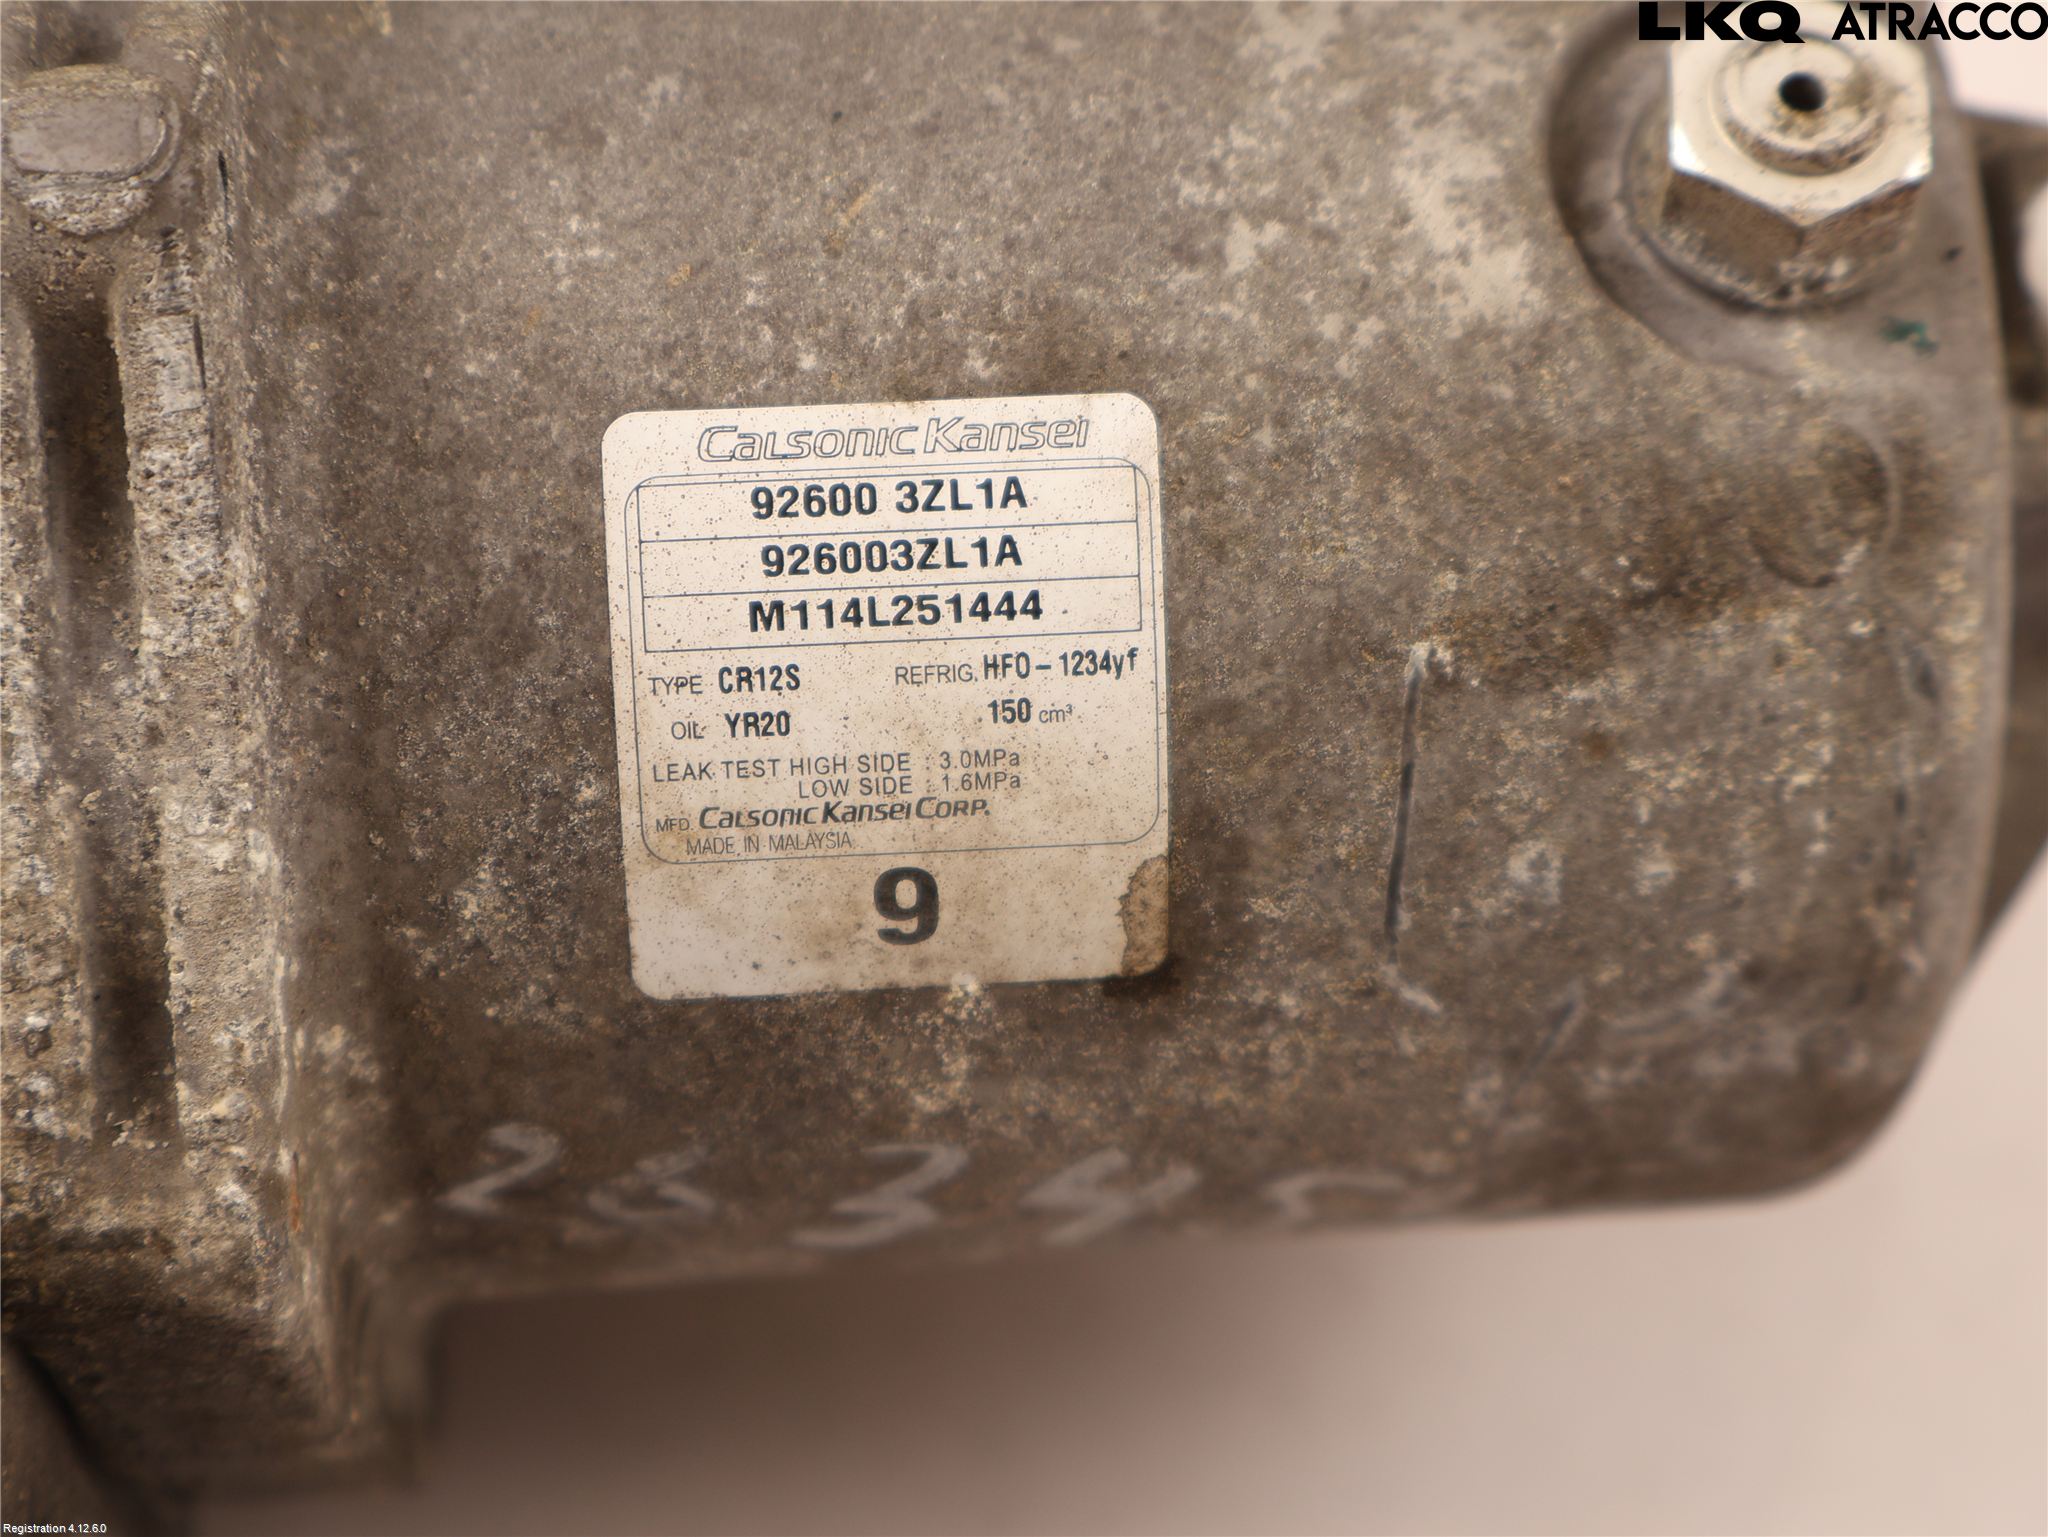 LKQ ATRACCO
Calsonic Kansei
92600 3ZL1A
926003ZL1A
M114L251444
TYPE CR12S REFRIG. HFO-1234yf
OIL YR20 150 cm³
LEAK TEST HIGH SIDE : 3.0MPa
LOW SIDE : 1.6MPa
MFD. Calsonic Kansei Corp.
MADE IN MALAYSIA
9
Registration 4.12.6.0